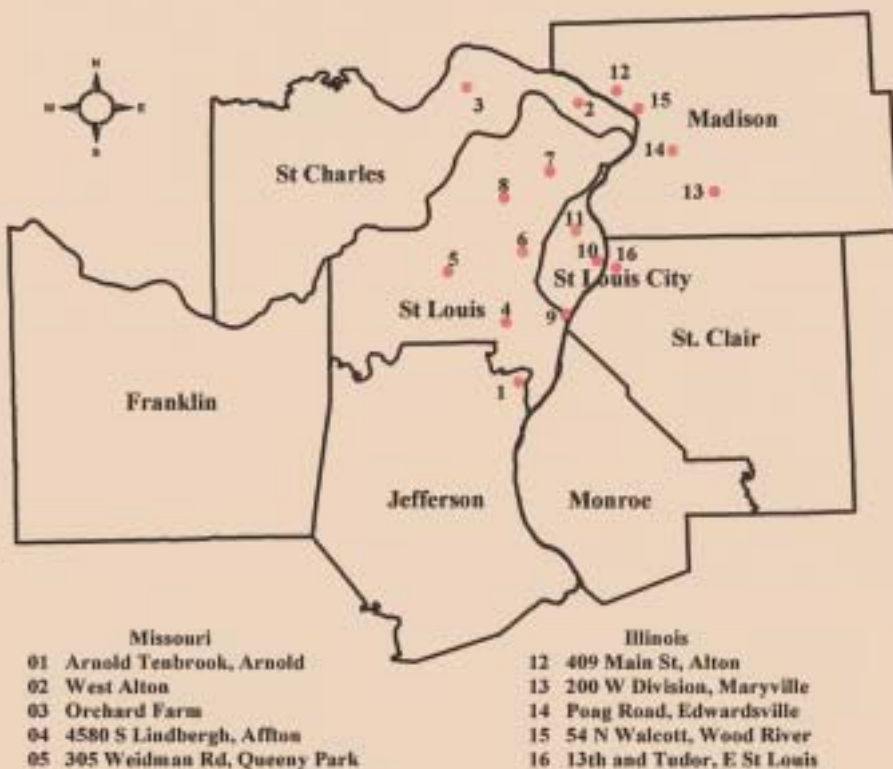 N
W E
S
12
3
2
15
Madison
14
7
St Charles
13
8
11
6
10
16
5
St Louis City
St Louis
4
9
St. Clair
1
Franklin
Jefferson
Monroe
Missouri
01 Arnold Tenbrook, Arnold
02 West Alton
03 Orchard Farm
04 4580 S Lindbergh, Affton
05 305 Weidman Rd, Queeny Park
Illinois
12 409 Main St, Alton
13 200 W Division, Maryville
14 Poag Road, Edwardsville
15 54 N Walcott, Wood River
16 13th and Tudor, E St Louis